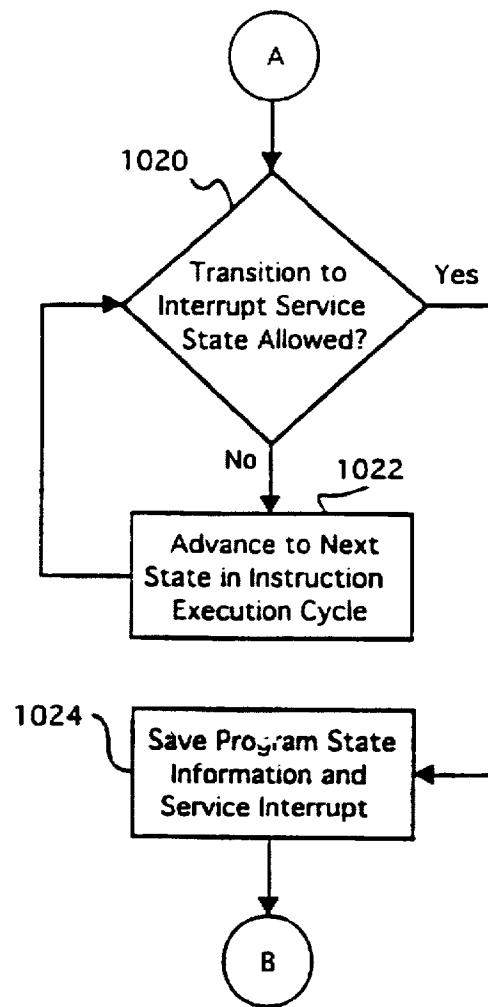 A
1020
Transition to
Interrupt Service
State Allowed?
Yes
No
1022
Advance to Next
State in Instruction
Execution Cycle
1024
Save Program State
Information and
Service Interrupt
B